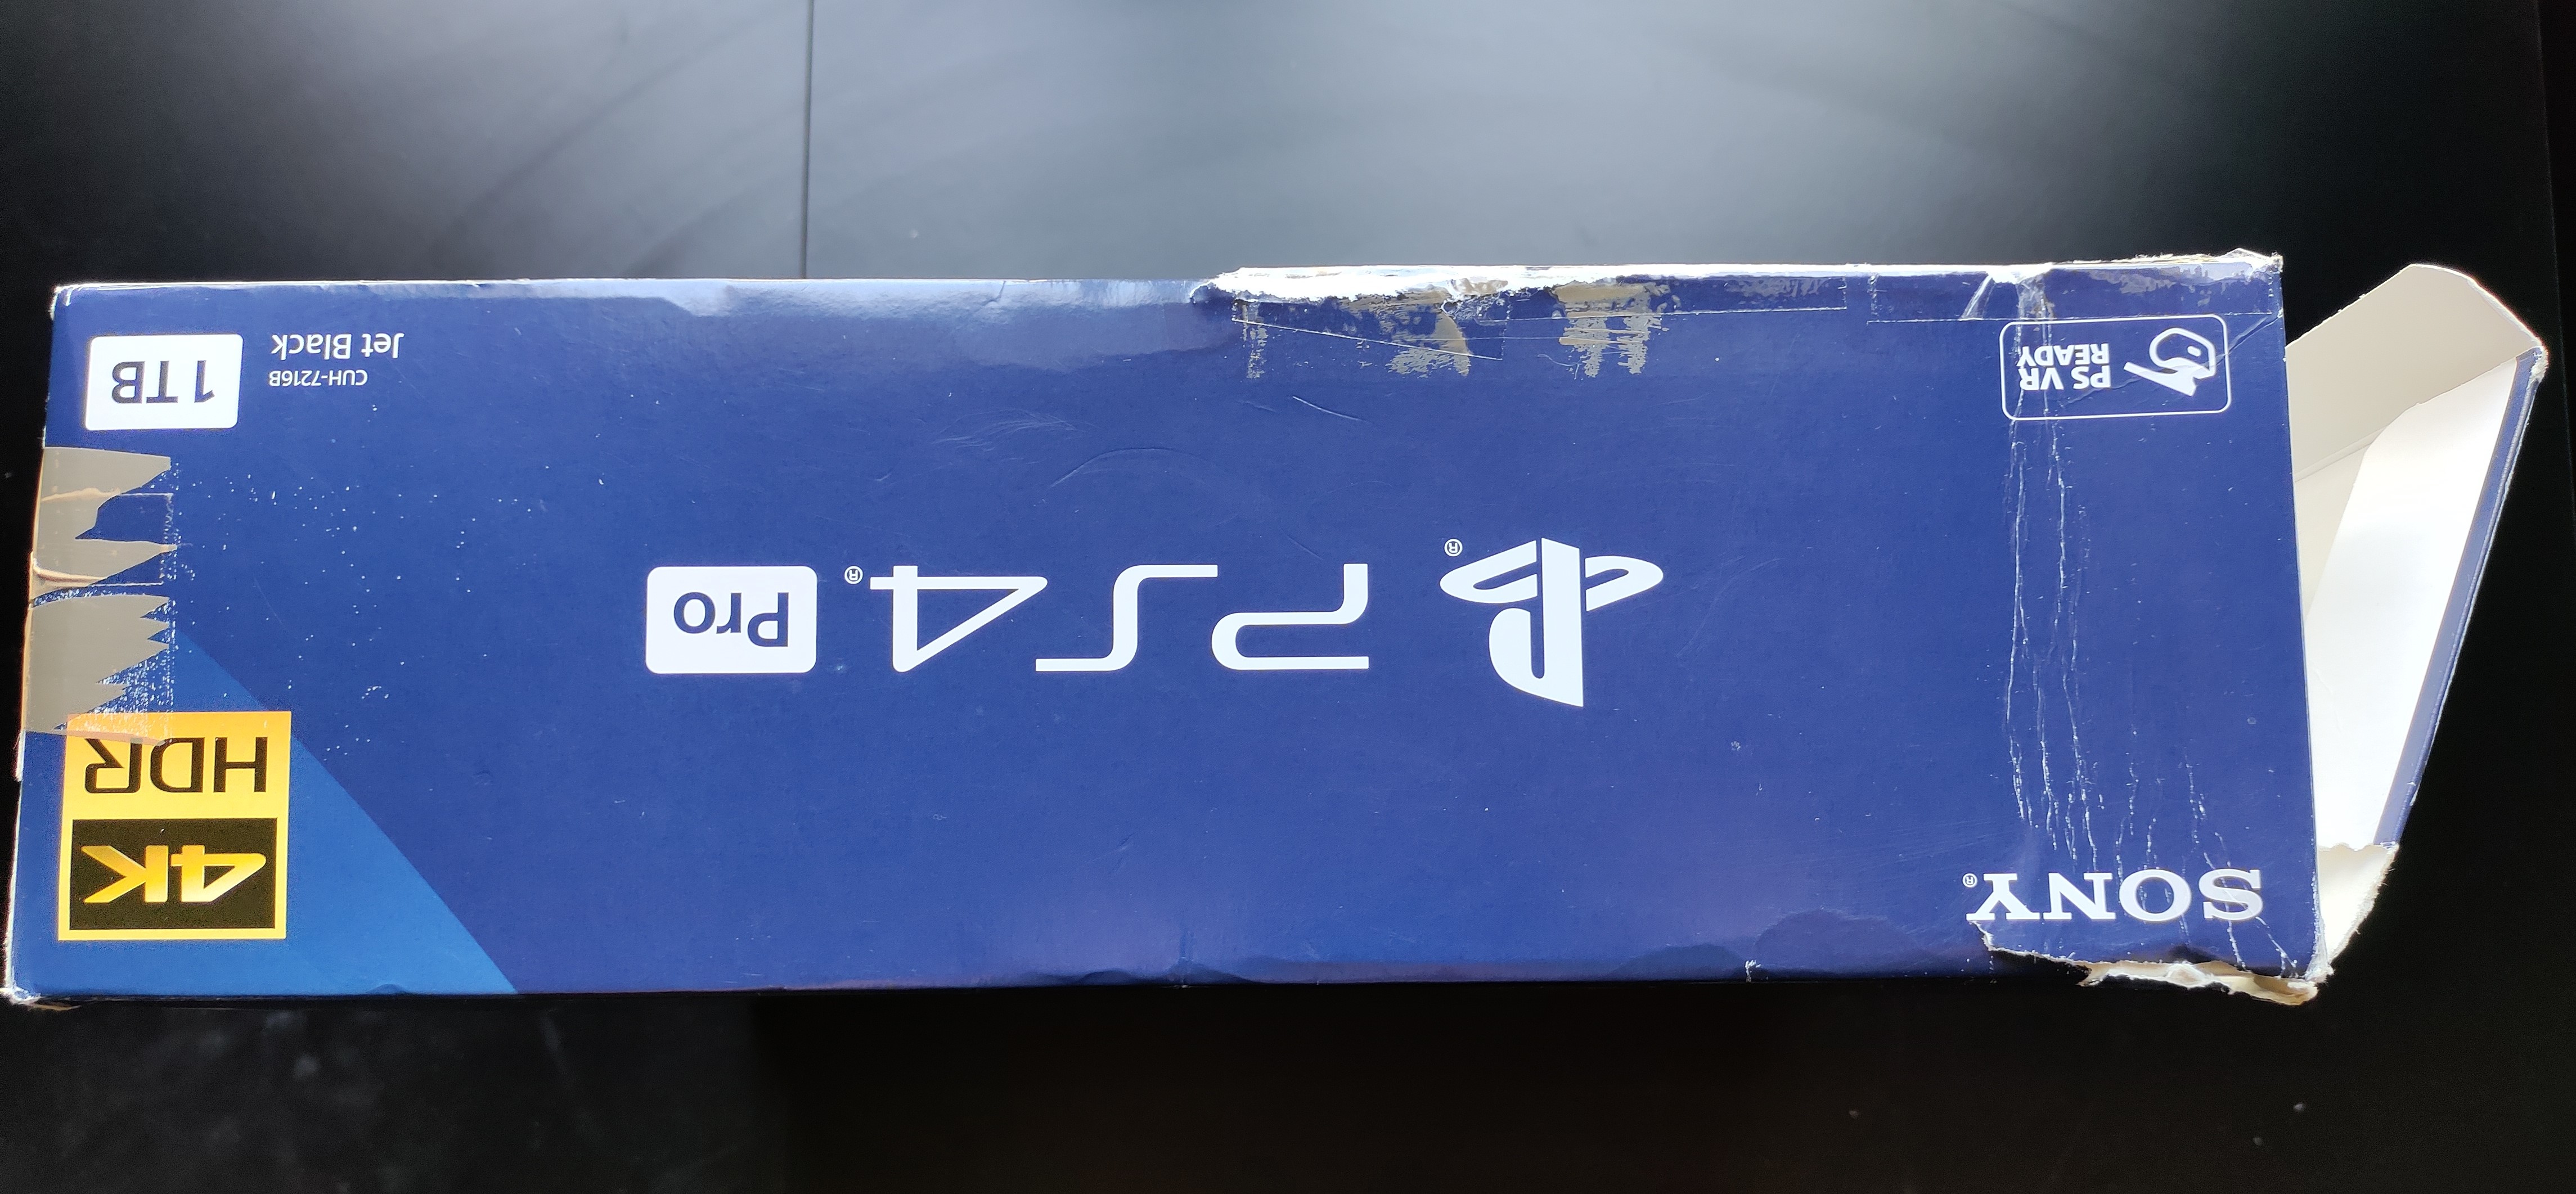 SONY®
4K
HDR
PS4® Pro
PS VR
READY
CUH-7216B
Jet Black
1TB